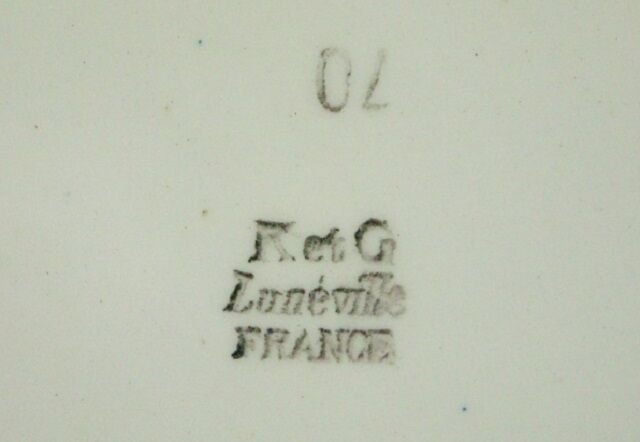 70
K et G
Lunéville
FRANCE